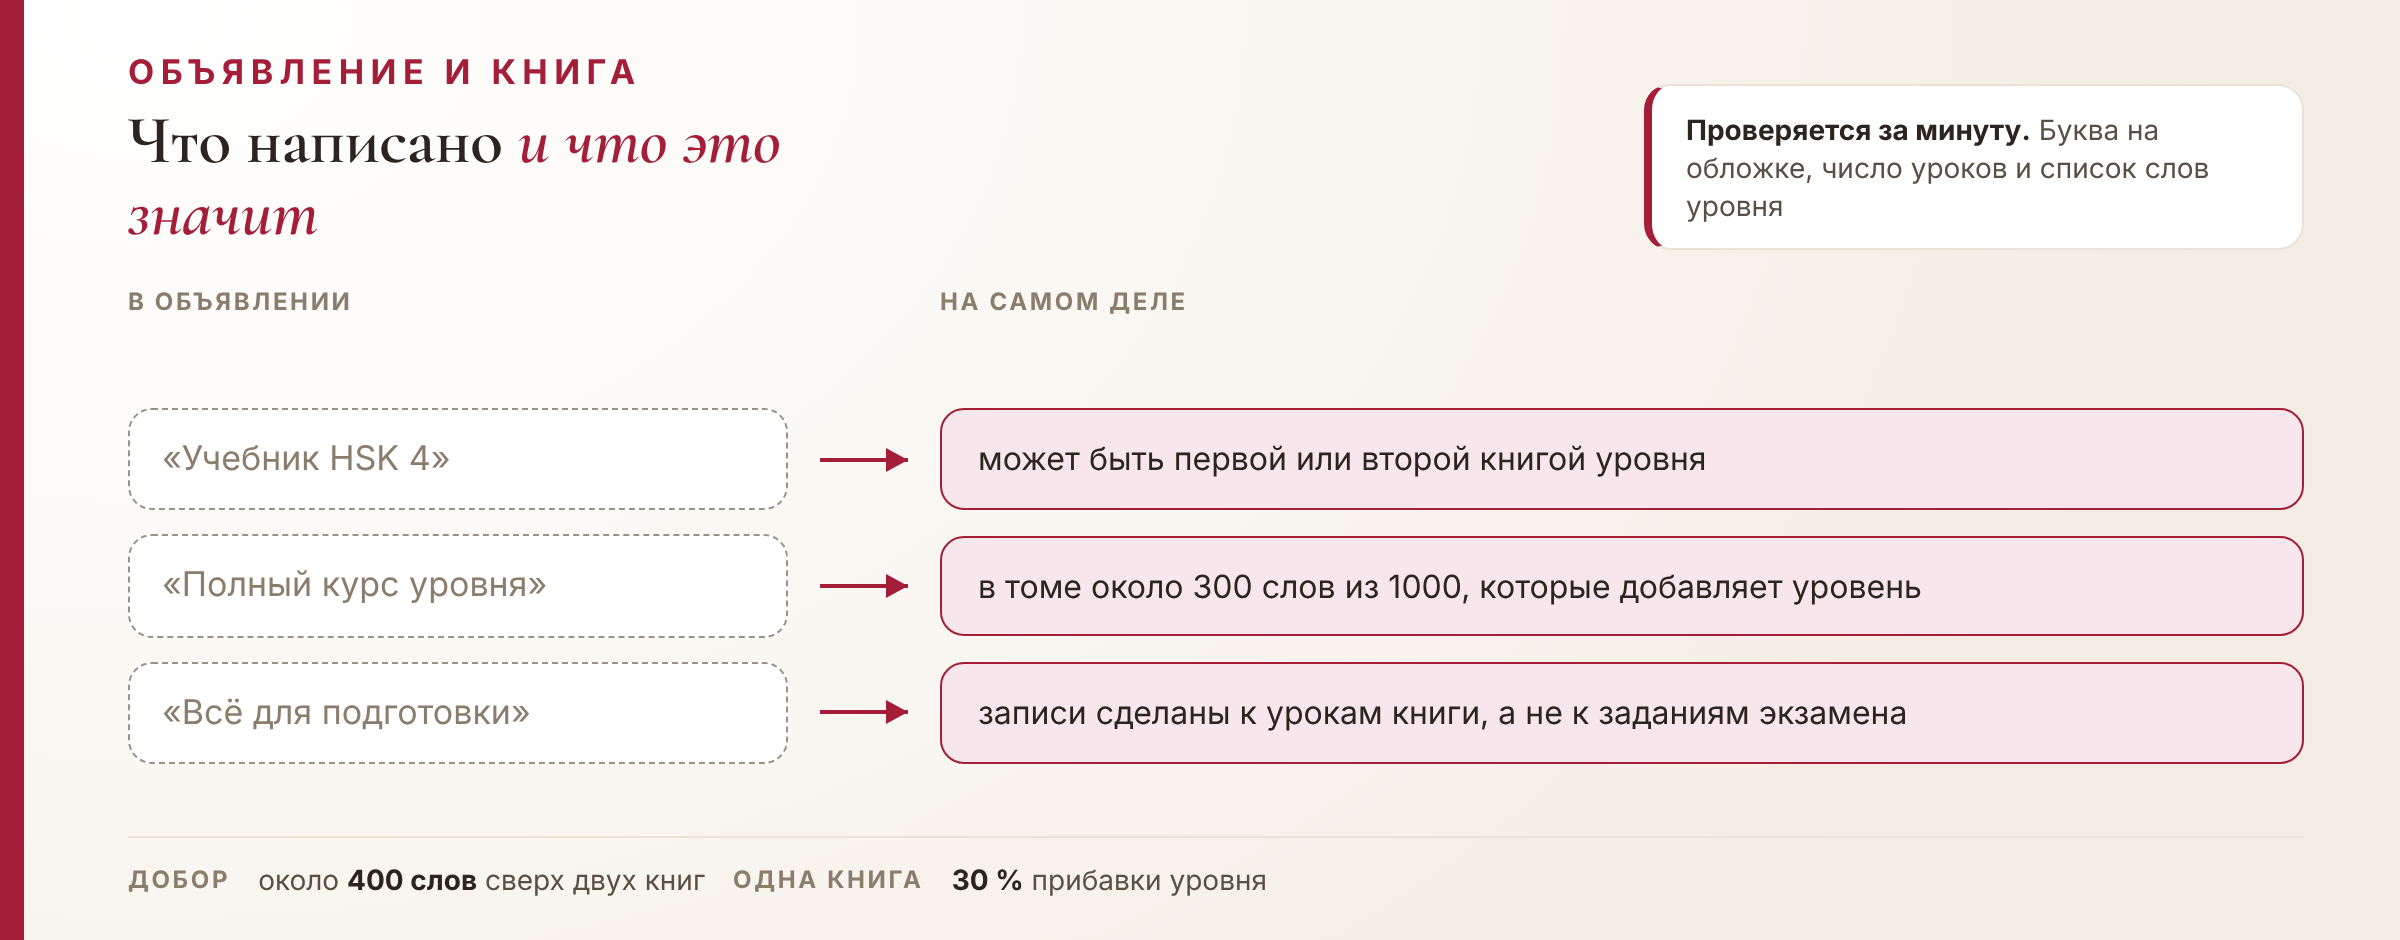 ОБЪЯВЛЕНИЕ И КНИГА
Что написано и что это
значит
Проверяется за минуту. Буква на
обложке, число уроков и список слов
уровня
В ОБЪЯВЛЕНИИ
НА САМОМ ДЕЛЕ
«Учебник HSK 4»
может быть первой или второй книгой уровня
«Полный курс уровня»
в томе около 300 слов из 1000, которые добавляет уровень
«Всё для подготовки»
записи сделаны к урокам книги, а не к заданиям экзамена
ДОБОР около 400 слов сверх двух книг ОДНА КНИГА 30 % прибавки уровня